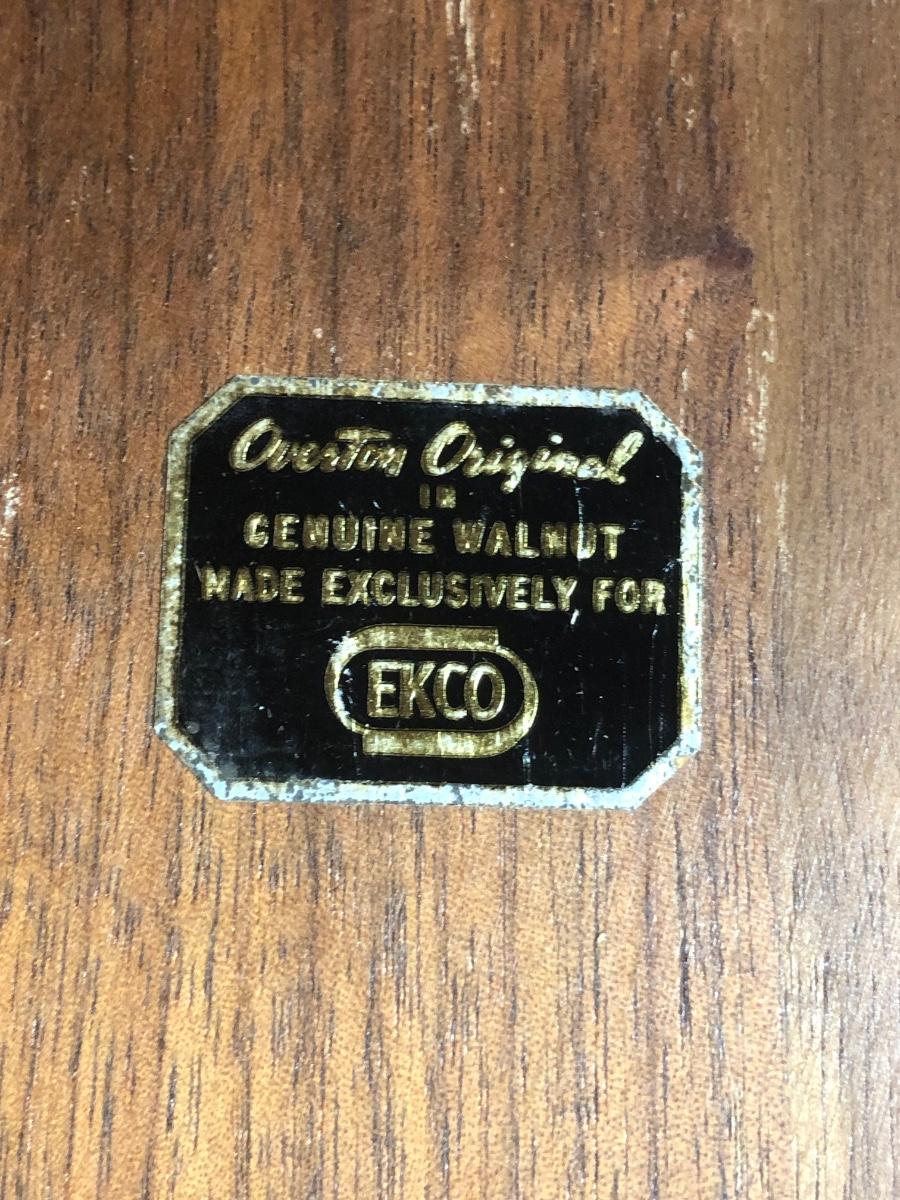 Overton Original
IN
GENUINE WALNUT
MADE EXCLUSIVELY FOR
EKCO